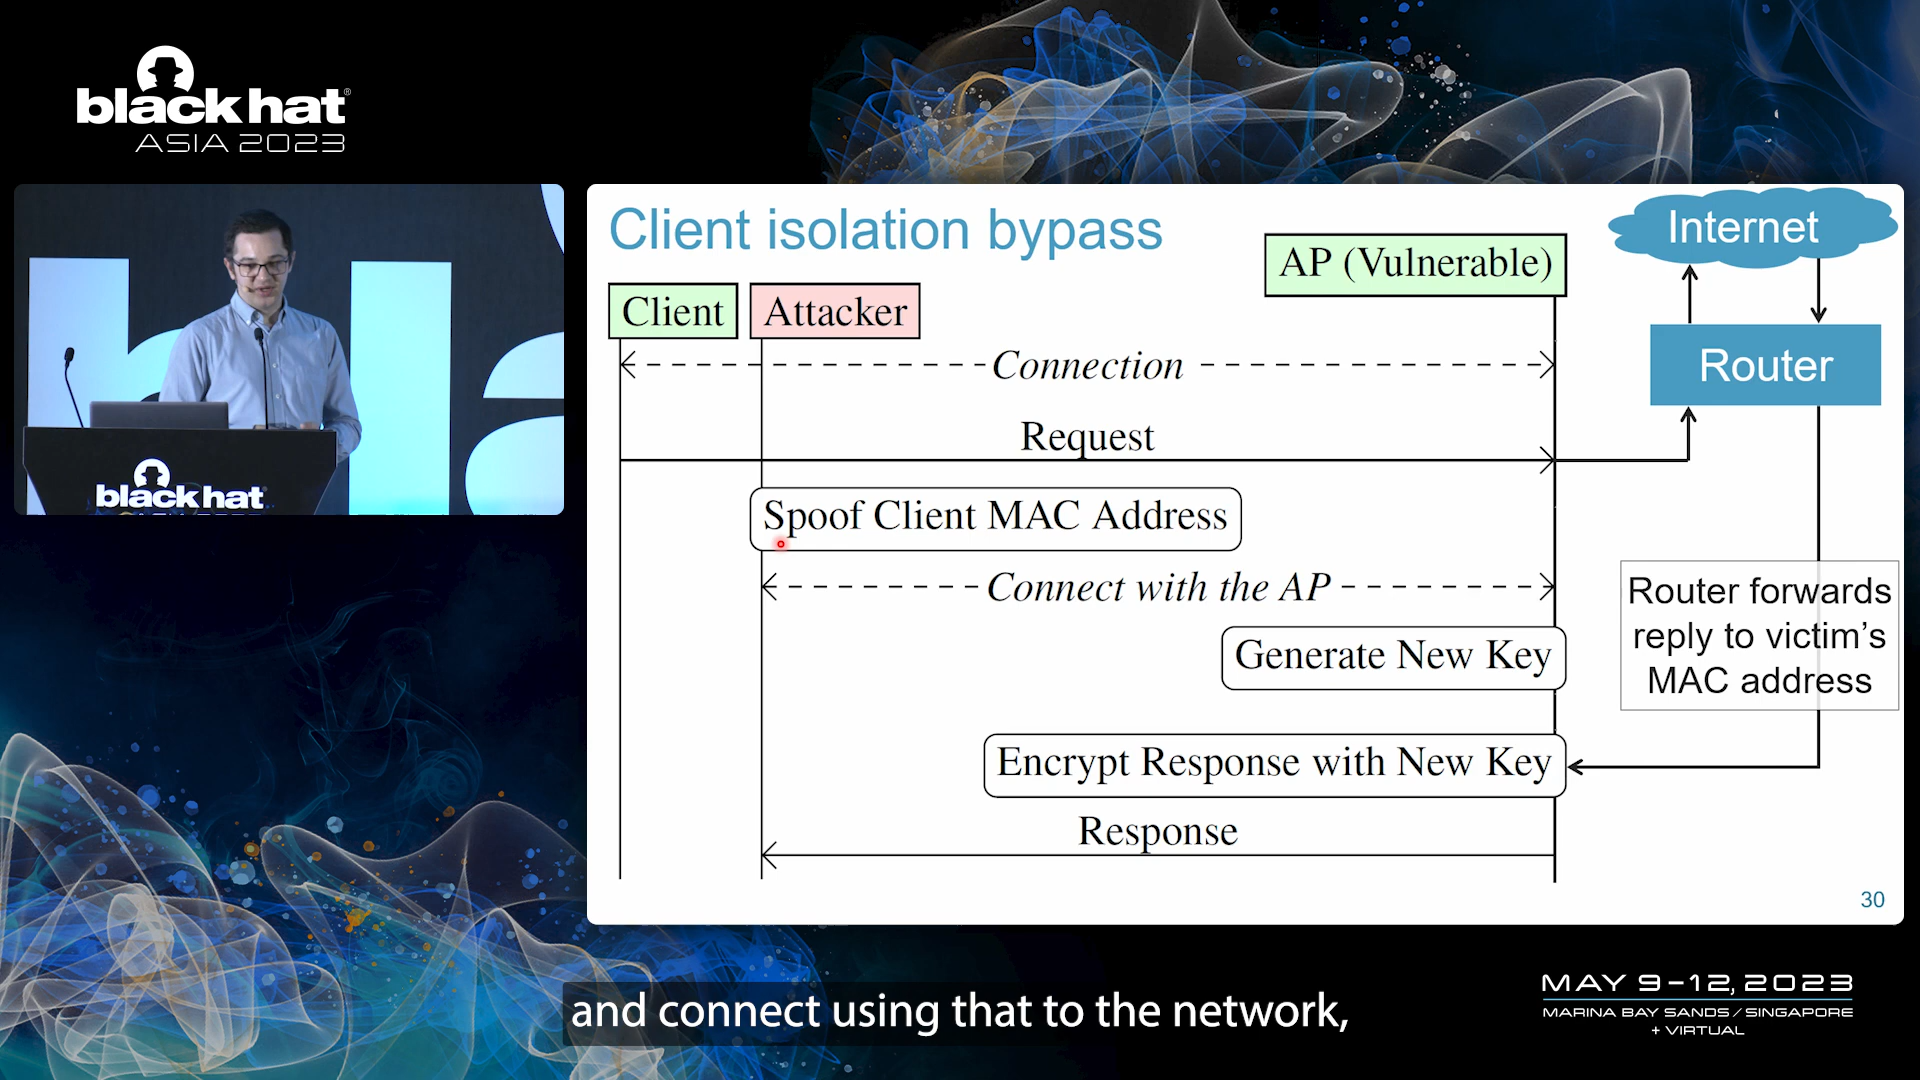 black hat®
ASIA 2023
Client isolation bypass
Internet
AP (Vulnerable)
Client
Attacker
Router
Connection
Request
Spoof Client MAC Address
Connect with the AP
Router forwards
reply to victim's
MAC address
Generate New Key
Encrypt Response with New Key
Response
30
black hat
and connect using that to the network,
MAY 9-12, 2023
MARINA BAY SANDS / SINGAPORE
+ VIRTUAL